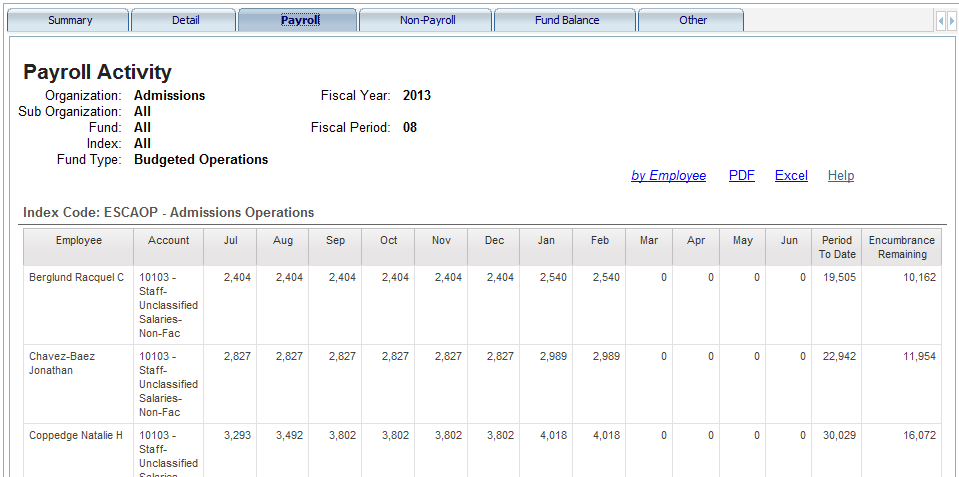 Summary Detail Payroll Non-Payroll Fund Balance Other
Payroll Activity
Organization: Admissions Fiscal Year: 2013
Sub Organization: All
Fund: All Fiscal Period: 08
Index: All
Fund Type: Budgeted Operations
by Employee PDF Excel Help
Index Code: ESCAOP - Admissions Operations
Employee Account Jul Aug Sep Oct Nov Dec Jan Feb Mar Apr May Jun Period Encumbrance
To Date Remaining
Berglund Racquel C 10103 - 2,404 2,404 2,404 2,404 2,404 2,404 2,540 2,540 0 0 0 0 19,505 10,162
Staff-
Unclassified
Salaries-
Non-Fac
Chavez-Baez 10103 - 2,827 2,827 2,827 2,827 2,827 2,827 2,989 2,989 0 0 0 0 22,942 11,954
Jonathan Staff-
Unclassified
Salaries-
Non-Fac
Coppedge Natalie H 10103 - 3,293 3,492 3,802 3,802 3,802 3,802 4,018 4,018 0 0 0 0 30,029 16,072
Staff-
Unclassified
Salaries-